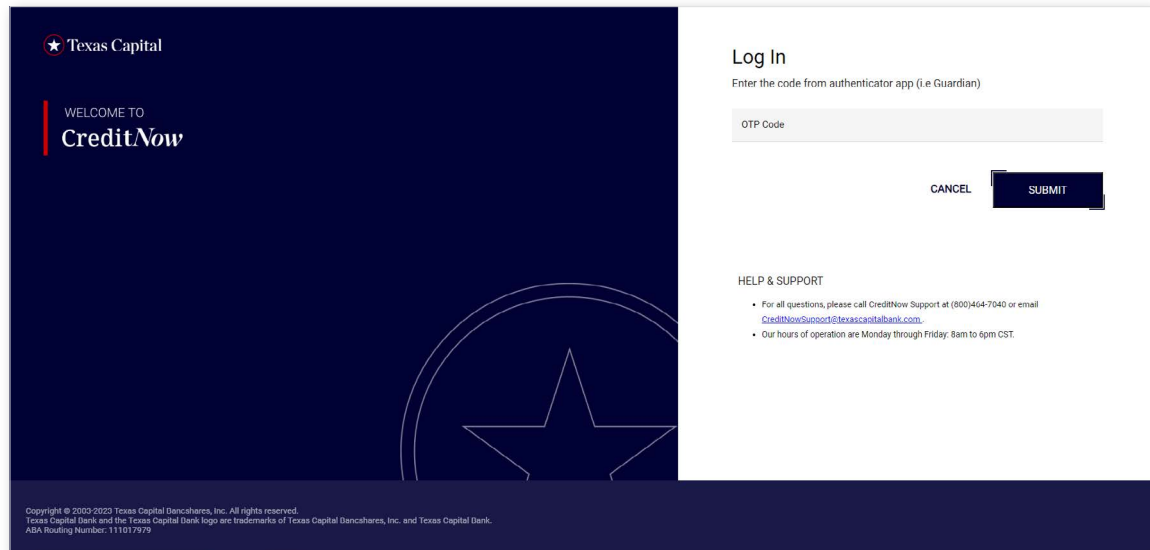 Texas Capital
WELCOME TO
CreditNow
Log In
Enter the code from authenticator app (i.e Guardian)
OTP Code
CANCEL
SUBMIT
HELP & SUPPORT
• For all questions, please call CreditNow Support at (800)464-7040 or email
CreditNowSupport@texascapitalbank.com .
• Our hours of operation are Monday through Friday: 8am to 6pm CST.
Copyright © 2003-2023 Texas Capital Bancshares, Inc. All rights reserved.
Texas Capital Bank and the Texas Capital Bank logo are trademarks of Texas Capital Bancshares, Inc. and Texas Capital Bank.
ABA Routing Number: 111017979